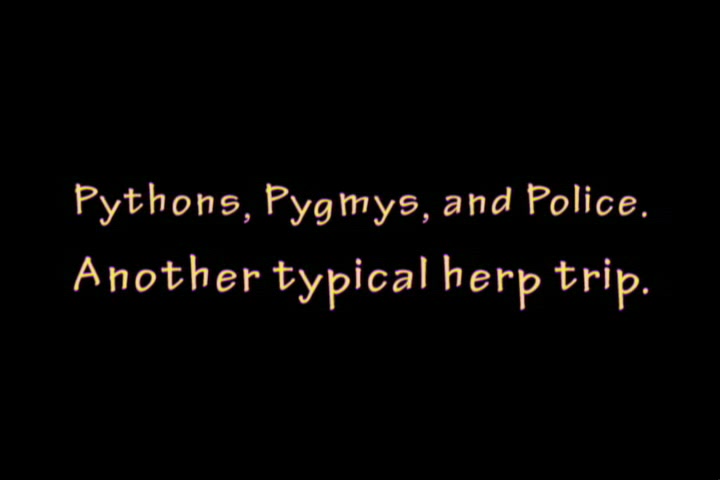 Pythons, Pygmys, and Police.
Another typical herp trip.